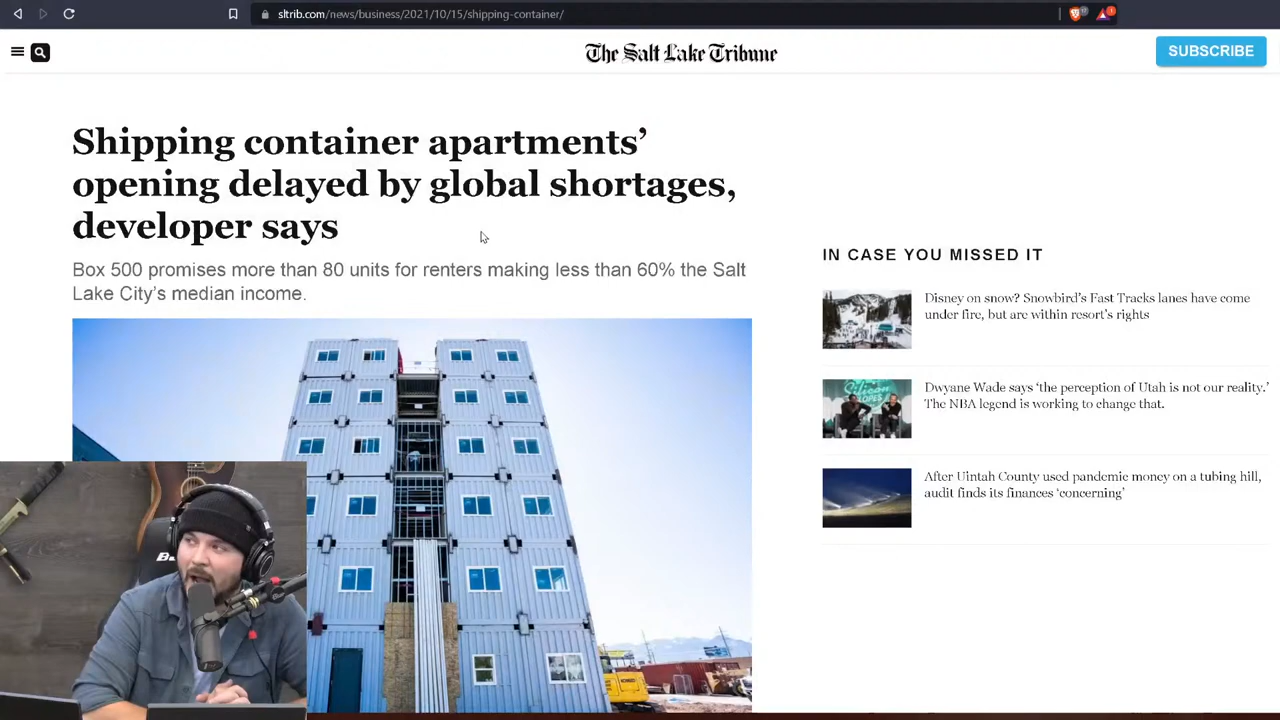 sltrib.com/news/business/2021/10/15/shipping-container/
The Salt Lake Tribune
SUBSCRIBE
Shipping container apartments’
opening delayed by global shortages,
developer says
Box 500 promises more than 80 units for renters making less than 60% the Salt
Lake City’s median income.
IN CASE YOU MISSED IT
Disney on snow? Snowbird’s Fast Tracks lanes have come
under fire, but are within resort’s rights
Dwyane Wade says ‘the perception of Utah is not our reality.’
The NBA legend is working to change that.
After Uintah County used pandemic money on a tubing hill,
audit finds its finances ‘concerning’